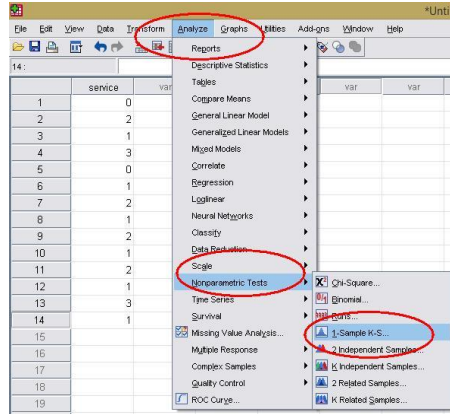 *Unti
File Edit View Data Transform Analyze Graphs Utilities Add-ons Window Help
14 :
service var var var
1 0
2 2
3 1
4 3
5 0
6 1
7 2
8 1
9 2
10 1
11 2
12 1
13 3
14 1
15
16
17
18
19
Reports
Descriptive Statistics
Tables
Compare Means
General Linear Model
Generalized Linear Models
Mixed Models
Correlate
Regression
Loglinear
Neural Networks
Classify
Data Reduction
Scale
Nonparametric Tests
Time Series
Survival
Missing Value Analysis...
Multiple Response
Complex Samples
Quality Control
ROC Curve...
Chi-Square...
Binomial...
Runs...
1-Sample K-S...
2 Independent Samples...
K Independent Samples...
2 Related Samples...
K Related Samples...